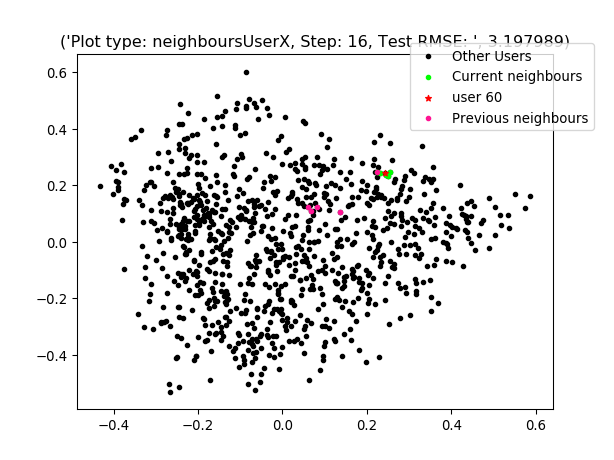 ('Plot type: neighboursUserX, Step: 16, Test RMSE: ', 3.197989)
Other Users
Current neighbours
user 60
Previous neighbours
0.6
0.4
0.2
0.0
−0.2
−0.4
−0.4
−0.2
0.0
0.2
0.4
0.6